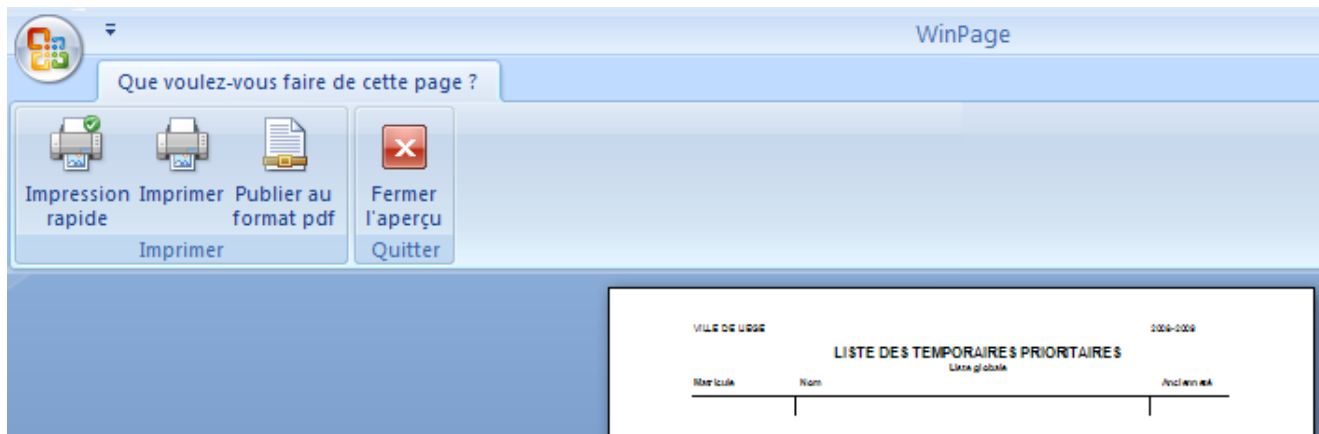 WinPage
Que voulez-vous faire de cette page ?
Impression rapide
Imprimer
Publier au format pdf
Fermer l'aperçu
Imprimer
Quitter
VILLE DE LIEGE 2008-2009
LISTE DES TEMPORAIRES PRIORITAIRES
Liste globale
Matricule Nom Ancienneté